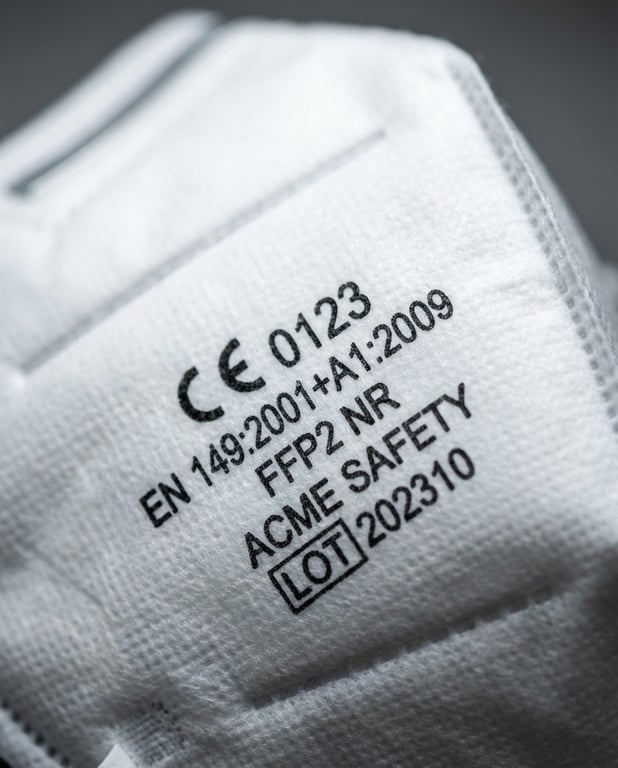 CE 0123
EN 149:2001+A1:2009
FFP2 NR
ACME SAFETY
LOT 202310